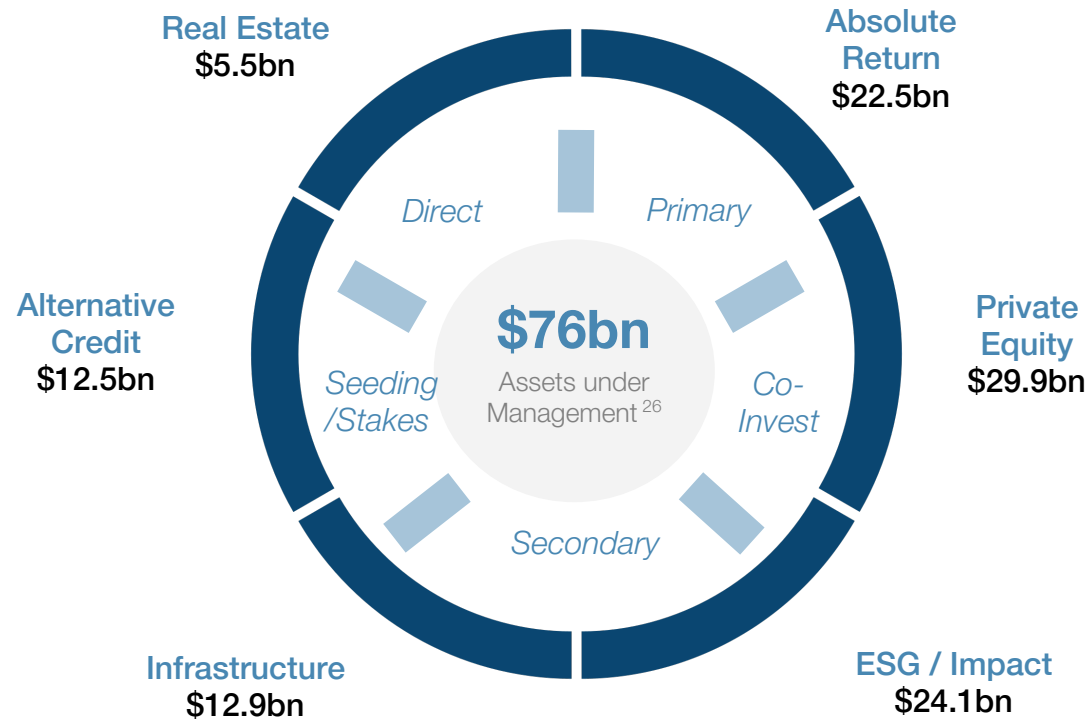 Real Estate
$5.5bn
Absolute
Return
$22.5bn
Direct
Primary
Alternative
Credit
$12.5bn
$76bn
Assets under
Management 26
Private
Equity
$29.9bn
Seeding
/Stakes
Co-
Invest
Secondary
Infrastructure
$12.9bn
ESG / Impact
$24.1bn